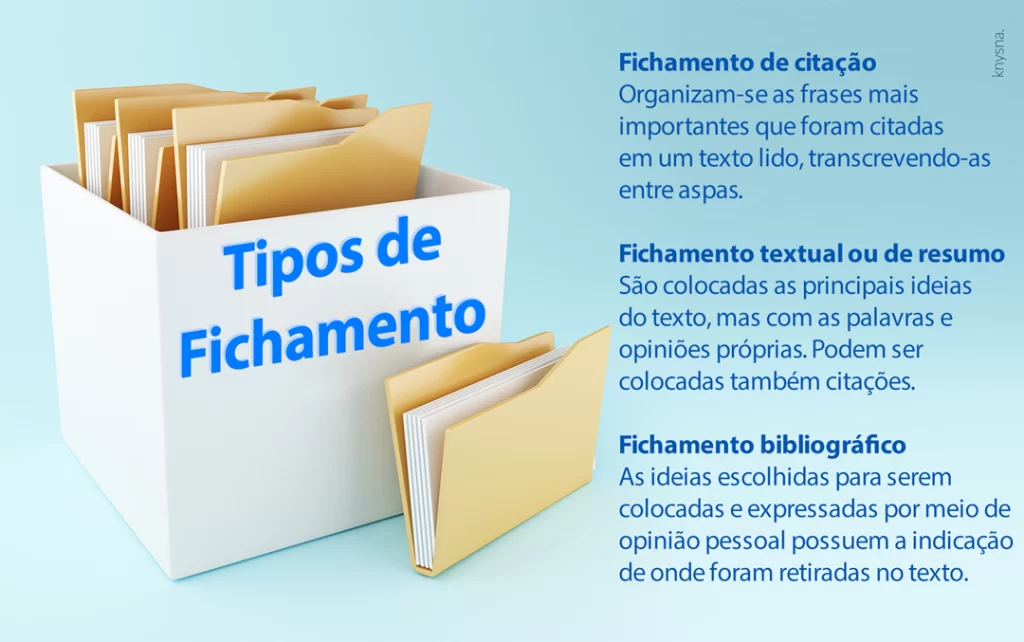 Tipos de
Fichamento
knysna.
Fichamento de citação
Organizam-se as frases mais
importantes que foram citadas
em um texto lido, transcrevendo-as
entre aspas.
Fichamento textual ou de resumo
São colocadas as principais ideias
do texto, mas com as palavras e
opiniões próprias. Podem ser
colocadas também citações.
Fichamento bibliográfico
As ideias escolhidas para serem
colocadas e expressadas por meio de
opinião pessoal possuem a indicação
de onde foram retiradas no texto.